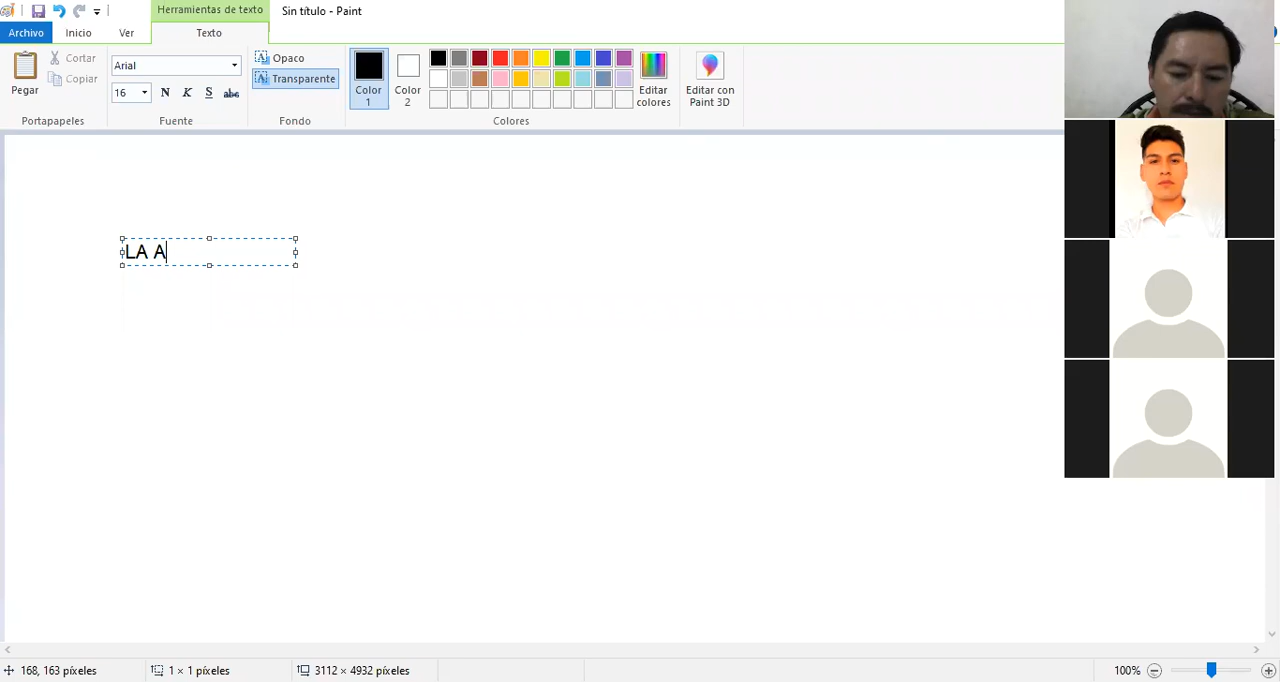 Herramientas de texto
Sin título - Paint
Archivo
Inicio
Ver
Texto
Pegar
Cortar
Copiar
Portapapeles
Arial
16
N K S abc
Fuente
Opaco
Transparente
Fondo
Color 1
Color 2
Colores
Editar colores
Editar con Paint 3D
LA A
168, 163 píxeles
1 × 1 píxeles
3112 × 4932 píxeles
100%